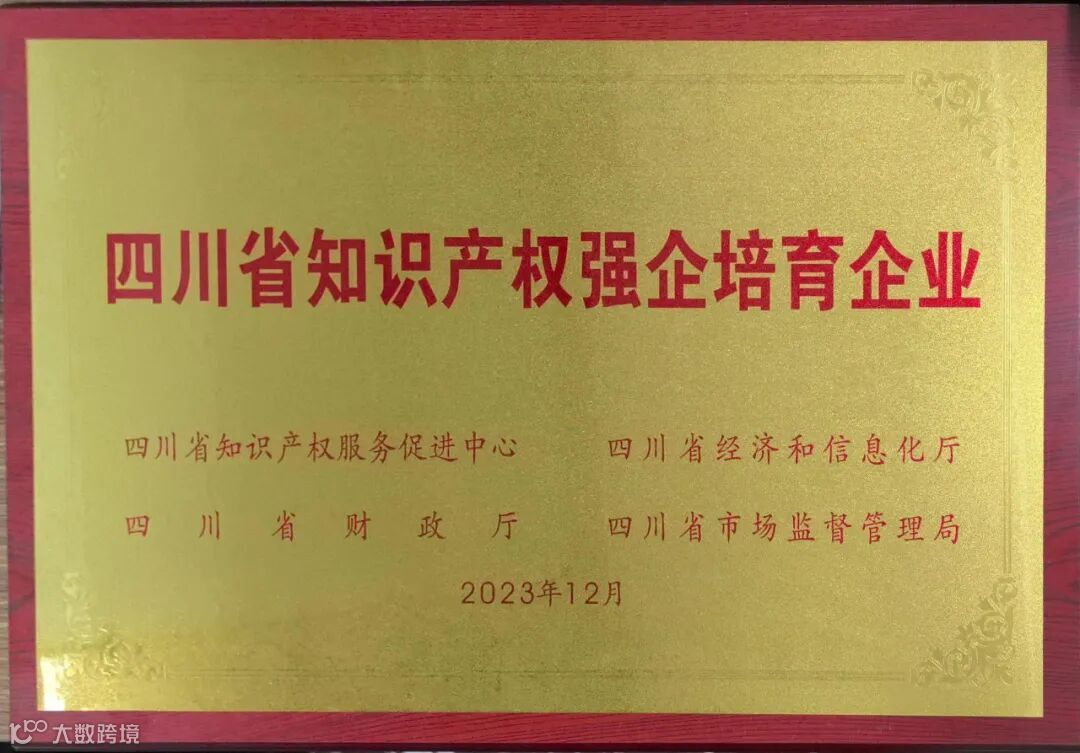 四川省知识产权强企培育企业
四川省知识产权服务促进中心 四川省经济和信息化厅
四川省财政厅 四川省市场监督管理局
2023年12月
大数跨境